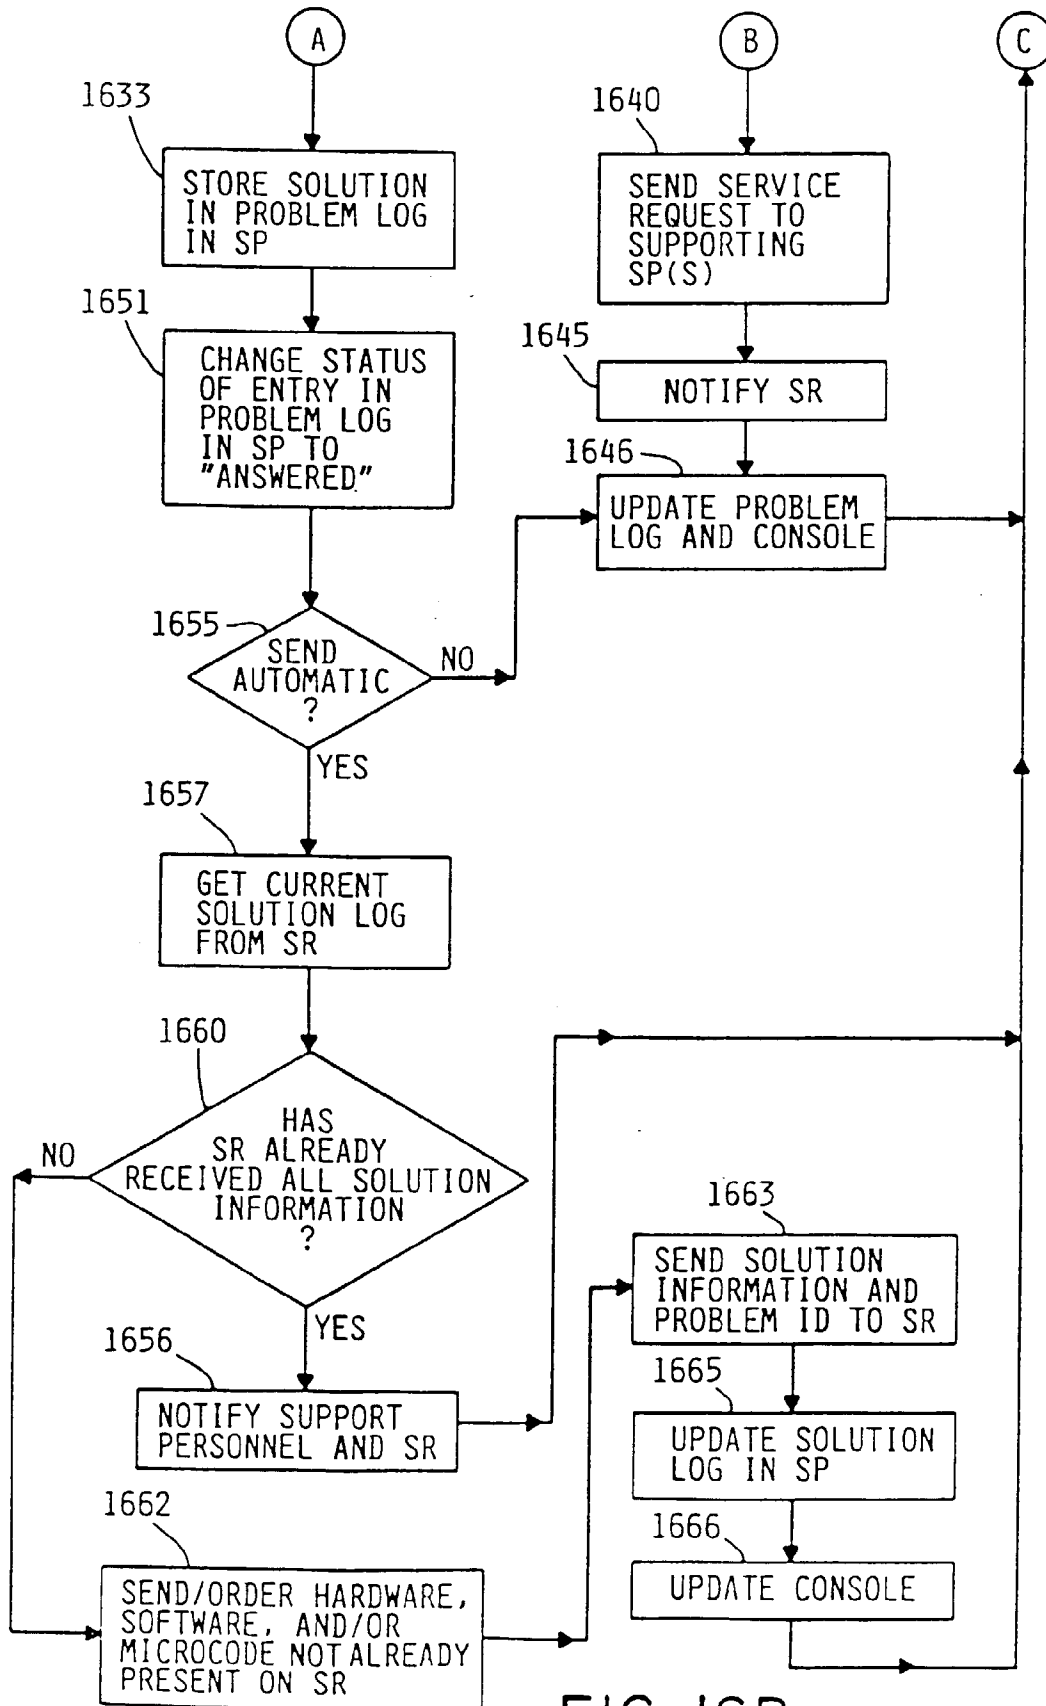 A
B
C
1633
STORE SOLUTION
IN PROBLEM LOG
IN SP
1651
CHANGE STATUS
OF ENTRY IN
PROBLEM LOG
IN SP TO
"ANSWERED."
1655
SEND
AUTOMATIC
?
NO
YES
1640
SEND SERVICE
REQUEST TO
SUPPORTING
SP(S)
1645
NOTIFY SR
1646
UPDATE PROBLEM
LOG AND CONSOLE
1657
GET CURRENT
SOLUTION LOG
FROM SR
1660
HAS
SR ALREADY
RECEIVED ALL SOLUTION
INFORMATION
?
NO
YES
1656
NOTIFY SUPPORT
PERSONNEL AND SR
1662
SEND/ORDER HARDWARE,
SOFTWARE, AND/OR
MICROCODE NOT ALREADY
PRESENT ON SR
1663
SEND SOLUTION
INFORMATION AND
PROBLEM ID TO SR
1665
UPDATE SOLUTION
LOG IN SP
1666
UPDATE CONSOLE